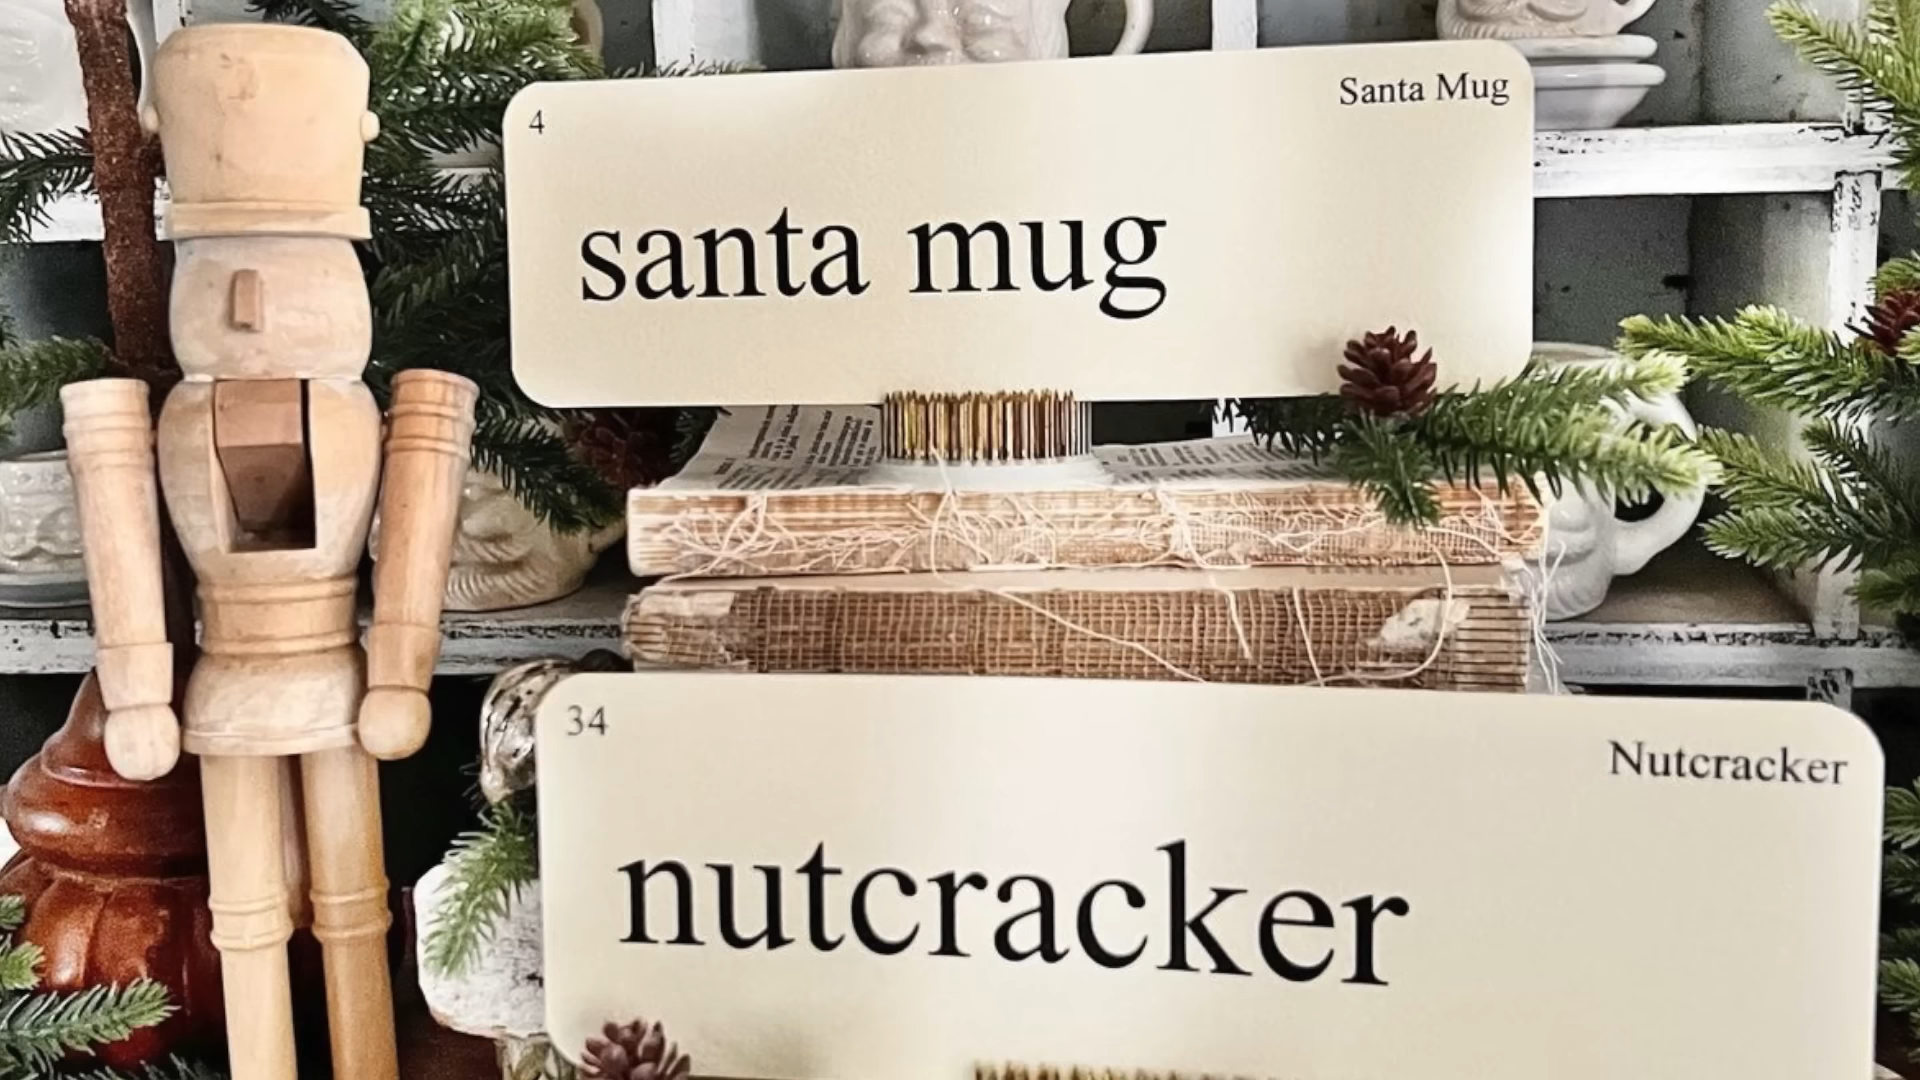 4
Santa Mug
santa mug
34
Nutcracker
nutcracker